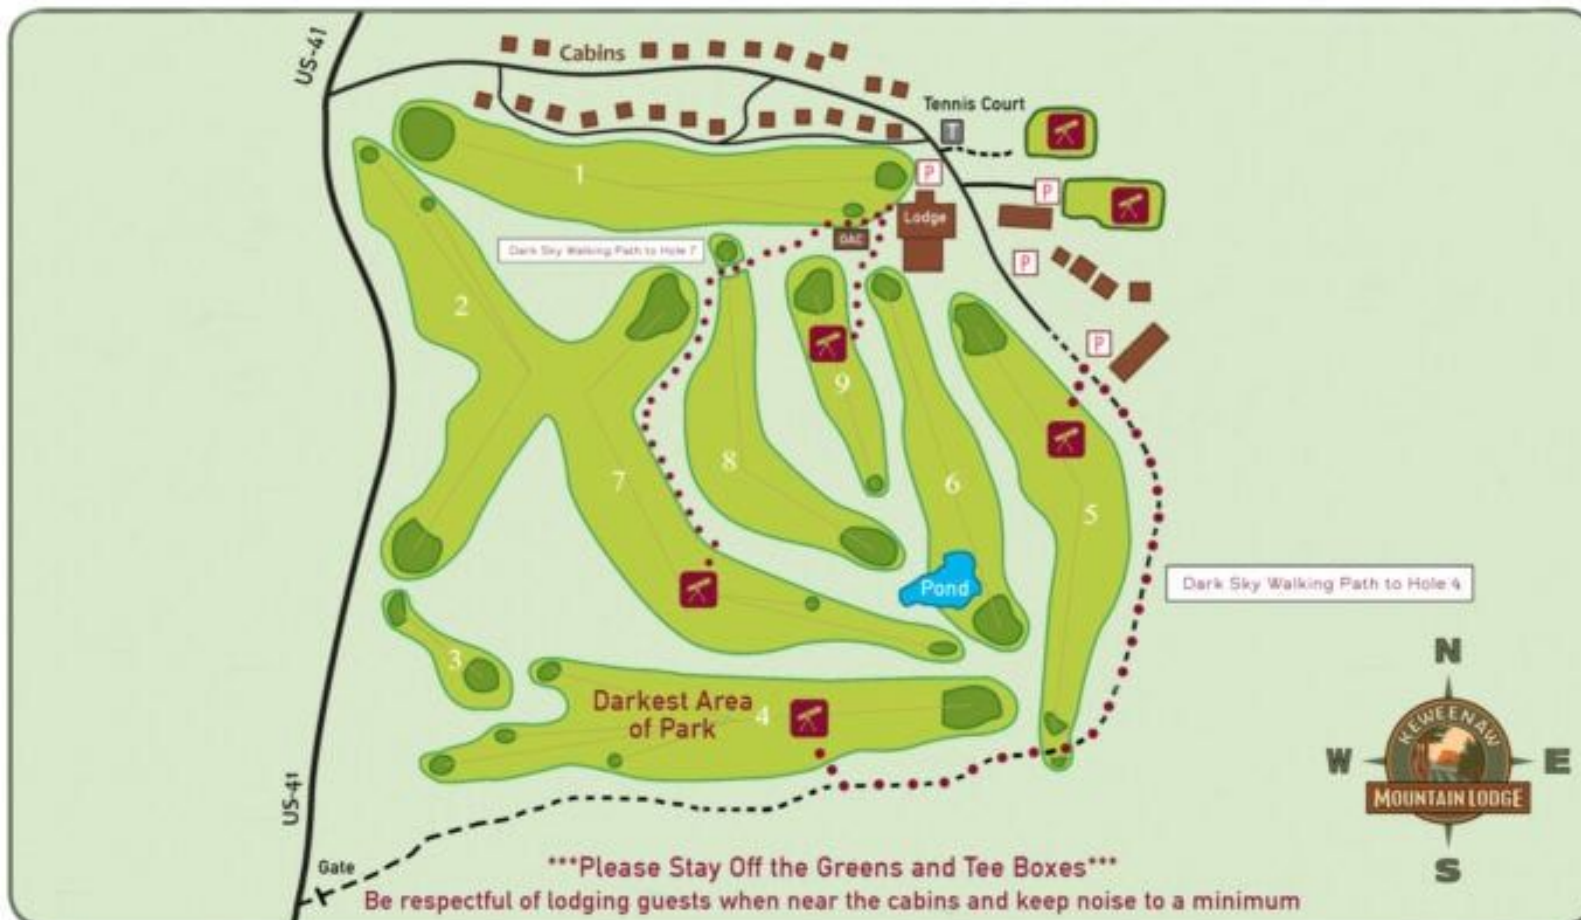 US-41
Cabins
Tennis Court
T
P
P
1
Lodge
DAC
Dark Sky Walking Path to Hole 7
P
2
P
9
8
6
7
5
Pond
Dark Sky Walking Path to Hole 4
3
Darkest Area
of Park
4
N
W
E
S
KEWEENAW
MOUNTAIN LODGE
US-41
Gate
***Please Stay Off the Greens and Tee Boxes***
Be respectful of lodging guests when near the cabins and keep noise to a minimum